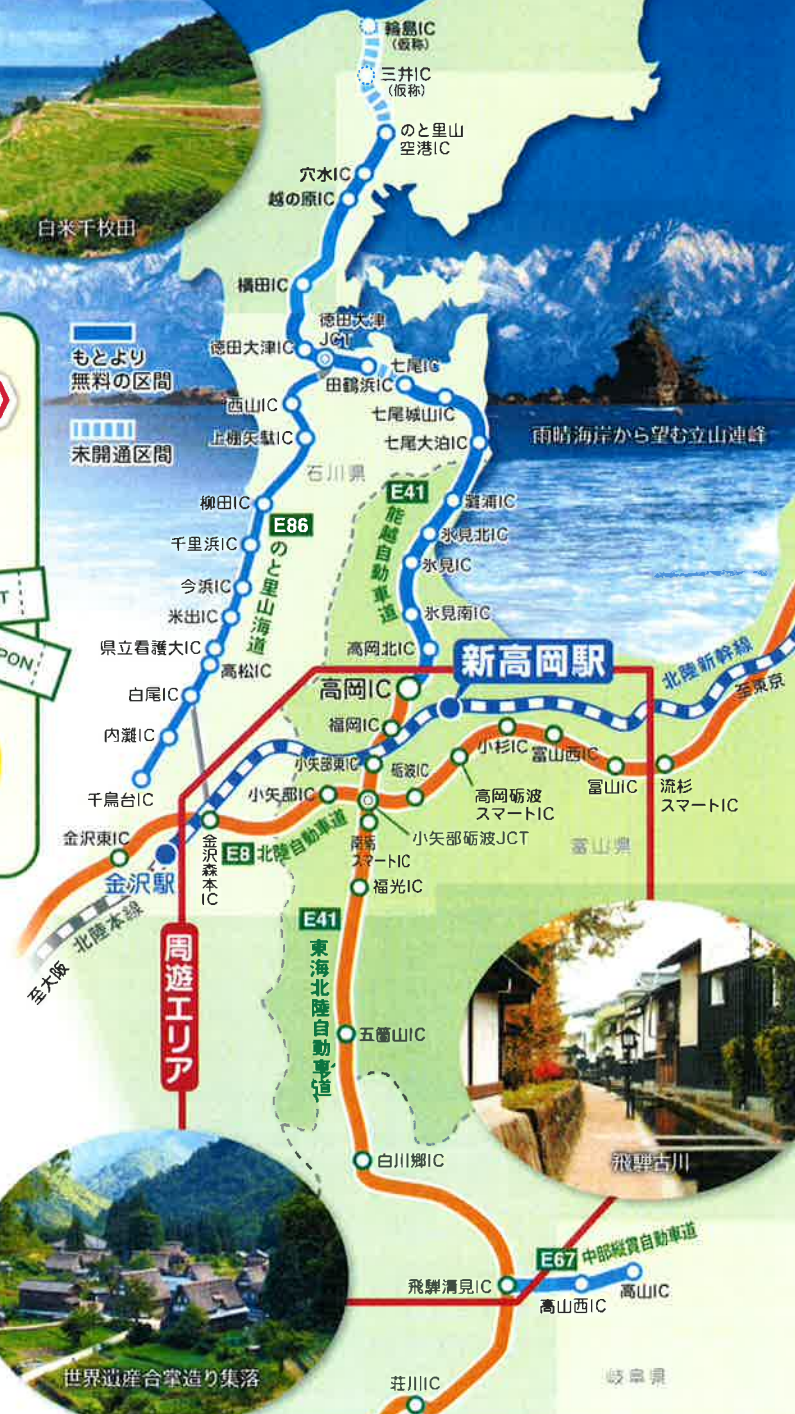 輪島IC
(仮称)
三井IC
(仮称)
のと里山
空港IC
穴水IC
越の原IC
白米千枚田
横田IC
徳田大津
JCT
徳田大津IC
七尾IC
田鶴浜IC
もとより
無料の区間
西山IC
七尾城山IC
上棚矢駄IC
七尾大泊IC
雨晴海岸から望む立山連峰
未開通区間
石川県
柳田IC
E41
能越自動車道
灘浦IC
E86
のと里山海道
千里浜IC
氷見北IC
氷見IC
今浜IC
米出IC
氷見南IC
T
県立看護大IC
高松IC
高岡北IC
PON
白尾IC
高岡IC
新高岡駅
北陸新幹線
至東京
内灘IC
福岡IC
小杉IC
富山西IC
小矢部東IC
砺波IC
富山IC
流杉
スマートIC
千鳥台IC
小矢部IC
高岡砺波
スマートIC
金沢東IC
金沢森本IC
E8
北陸自動車道
小矢部砺波JCT
南砺
スマートIC
富山県
金沢駅
福光IC
北陸本線
至大阪
E41
東海北陸自動車道
周遊エリア
五箇山IC
白川郷IC
飛騨古川
E67
中部縦貫自動車道
飛騨清見IC
高山西IC
高山IC
世界遺産合掌造り集落
荘川IC
岐阜県